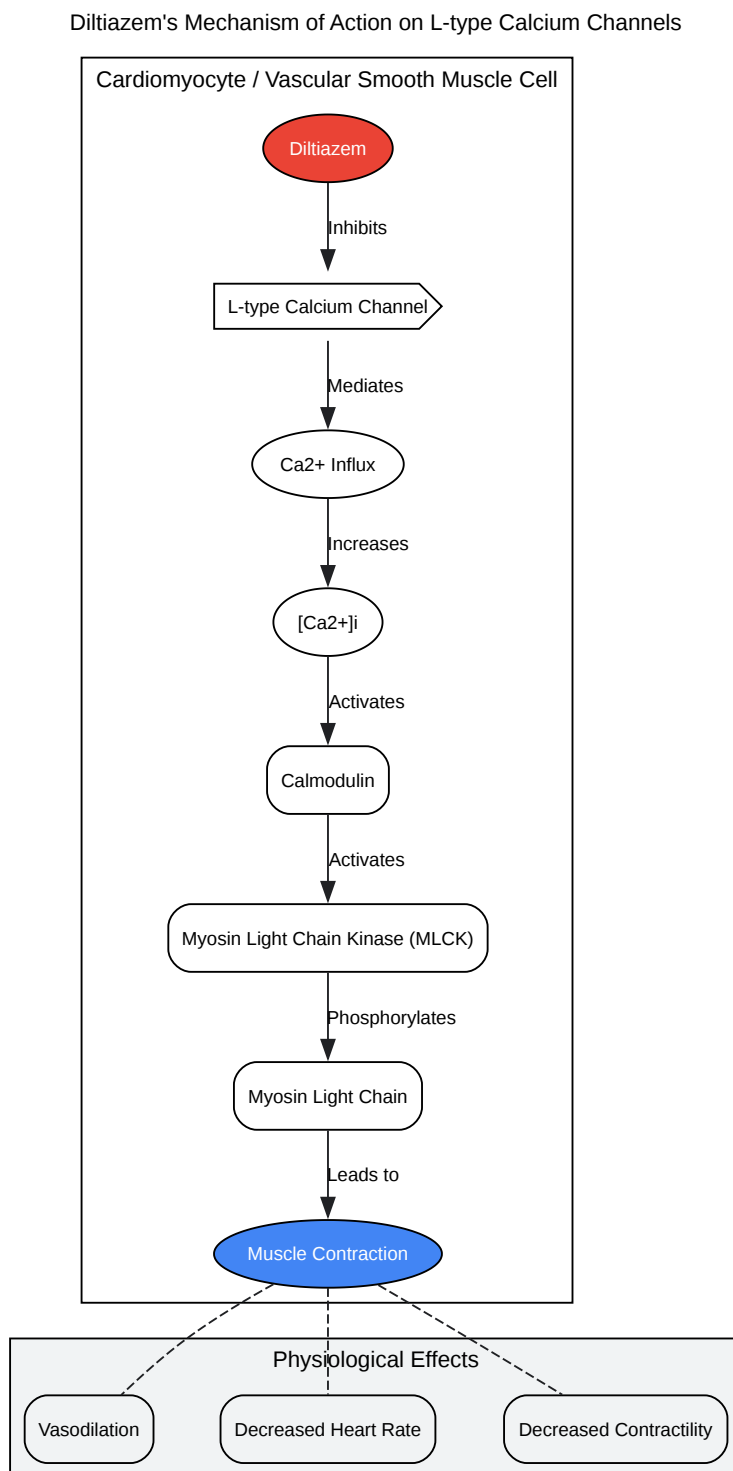 Diltiazem's Mechanism of Action on L-type Calcium Channels
Cardiomyocyte / Vascular Smooth Muscle Cell
Diltiazem
Inhibits
L-type Calcium Channel
Mediates
Ca2+ Influx
Increases
[Ca2+]i
Activates
Calmodulin
Activates
Myosin Light Chain Kinase (MLCK)
Phosphorylates
Myosin Light Chain
Leads to
Muscle Contraction
Physiological Effects
Vasodilation
Decreased Heart Rate
Decreased Contractility